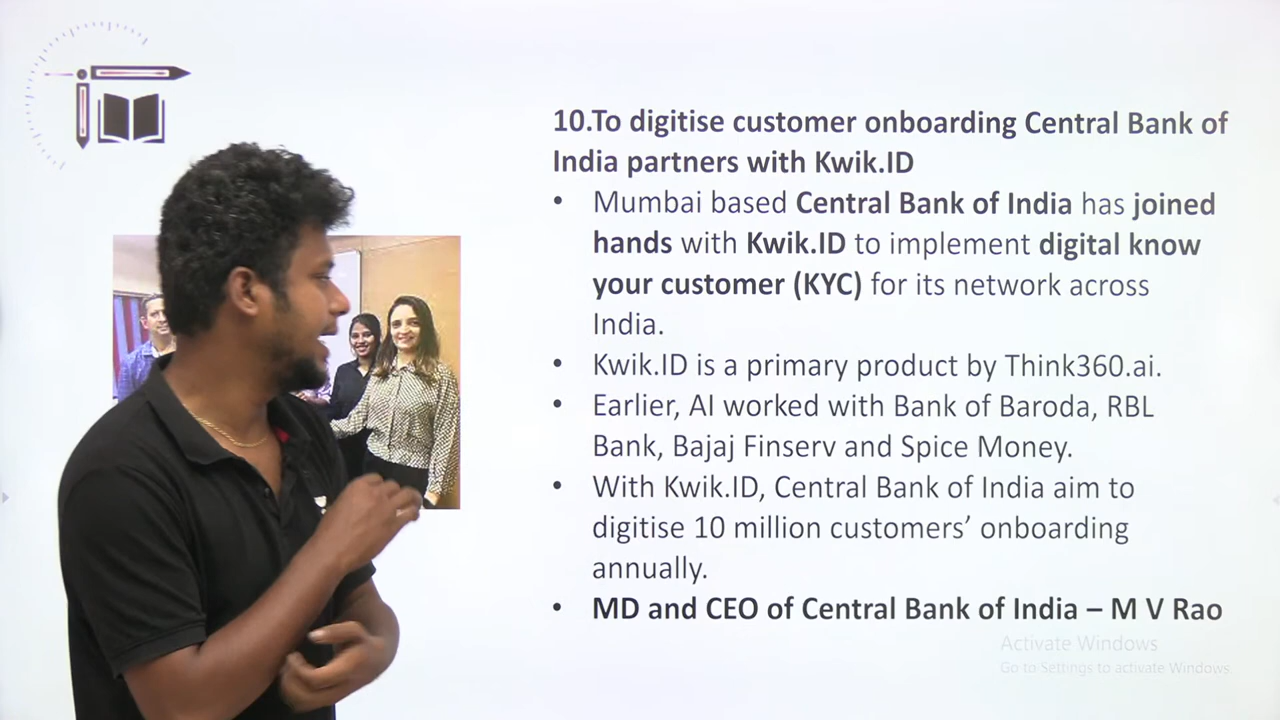 10.To digitise customer onboarding Central Bank of
India partners with Kwik.ID
• Mumbai based Central Bank of India has joined
hands with Kwik.ID to implement digital know
your customer (KYC) for its network across
India.
• Kwik.ID is a primary product by Think360.ai.
• Earlier, AI worked with Bank of Baroda, RBL
Bank, Bajaj Finserv and Spice Money.
• With Kwik.ID, Central Bank of India aim to
digitise 10 million customers’ onboarding
annually.
• MD and CEO of Central Bank of India – M V Rao
Activate Windows
Go to Settings to activate Windows.